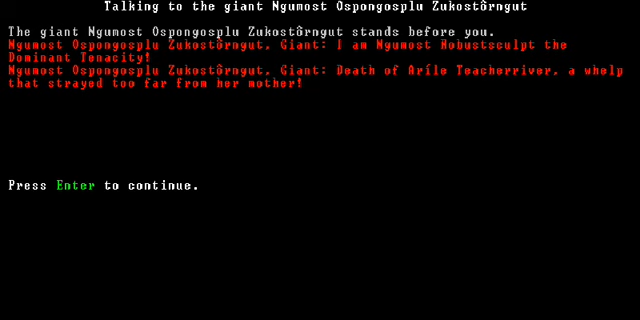 Talking to the giant Ngumost Ospongosplu Zukostôrngut
The giant Ngumost Ospongosplu Zukostôrngut stands before you.
Ngumost Ospongosplu Zukostôrngut, Giant: I am Ngumost Robustsculpt the
Dominant Tenacity!
Ngumost Ospongosplu Zukostôrngut, Giant: Death of Aríle Teacherriver, a whelp
that strayed too far from her mother!
Press Enter to continue.